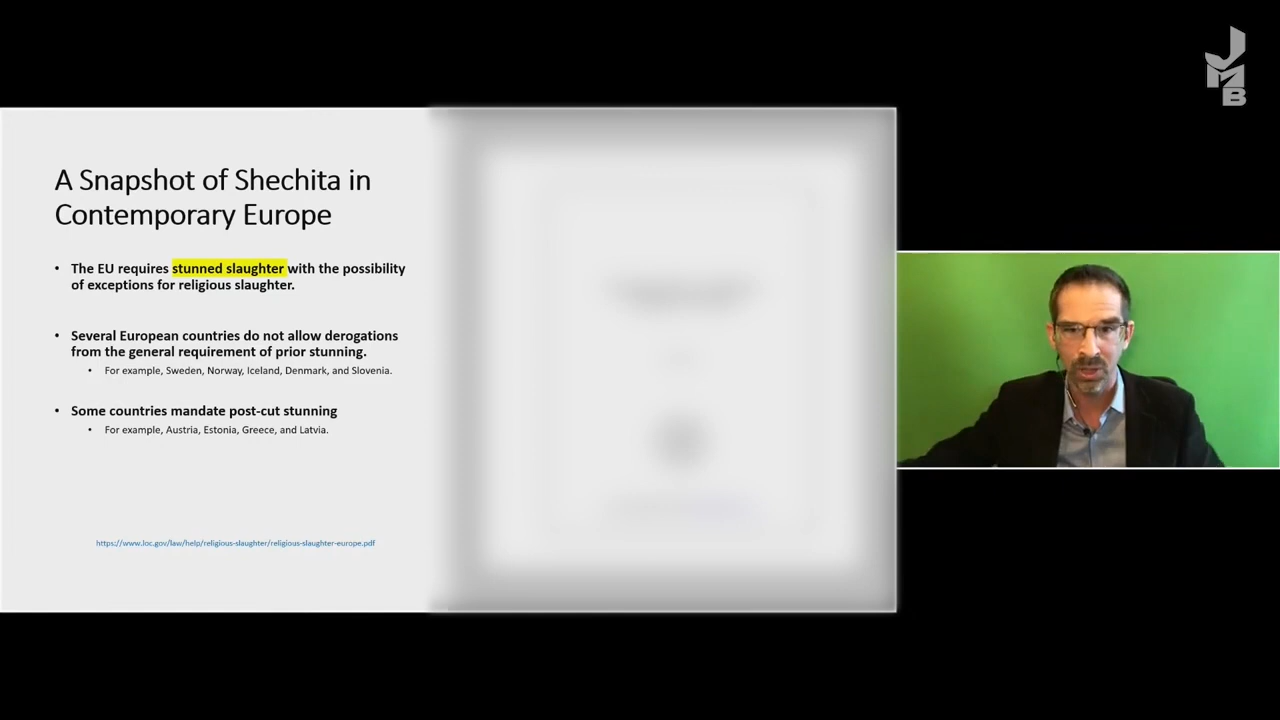 A Snapshot of Shechita in
Contemporary Europe
• The EU requires stunned slaughter with the possibility
of exceptions for religious slaughter.
• Several European countries do not allow derogations
from the general requirement of prior stunning.
• For example, Sweden, Norway, Iceland, Denmark, and Slovenia.
• Some countries mandate post-cut stunning
• For example, Austria, Estonia, Greece, and Latvia.
https://www.loc.gov/law/help/religious-slaughter/religious-slaughter-europe.pdf
JMB